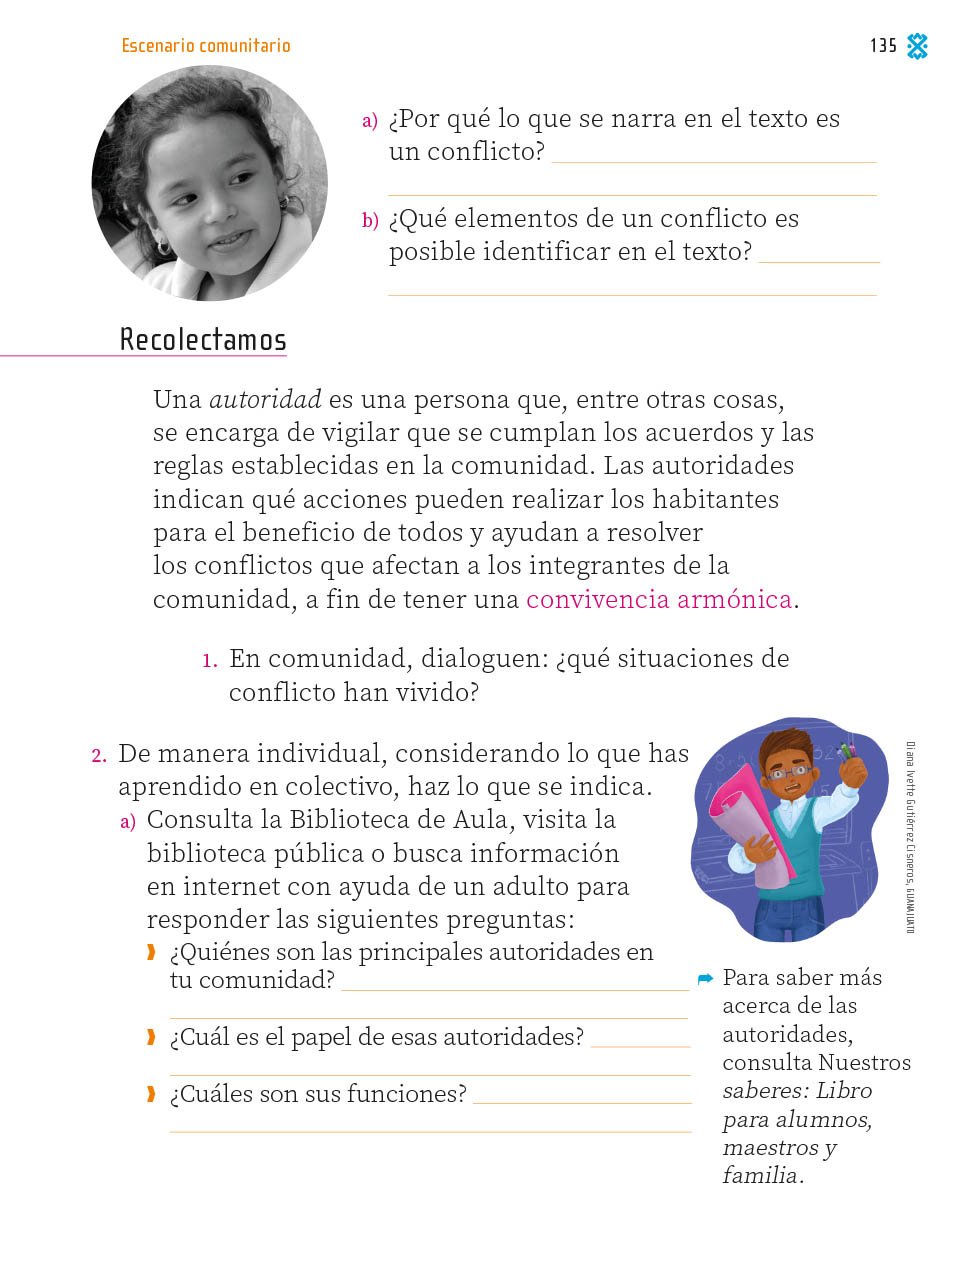 Escenario comunitario
135
a) ¿Por qué lo que se narra en el texto es
un conflicto?
b) ¿Qué elementos de un conflicto es
posible identificar en el texto?
Recolectamos
Una autoridad es una persona que, entre otras cosas,
se encarga de vigilar que se cumplan los acuerdos y las
reglas establecidas en la comunidad. Las autoridades
indican qué acciones pueden realizar los habitantes
para el beneficio de todos y ayudan a resolver
los conflictos que afectan a los integrantes de la
comunidad, a fin de tener una convivencia armónica.
1. En comunidad, dialoguen: ¿qué situaciones de
conflicto han vivido?
2. De manera individual, considerando lo que has
aprendido en colectivo, haz lo que se indica.
a) Consulta la Biblioteca de Aula, visita la
biblioteca pública o busca información
en internet con ayuda de un adulto para
responder las siguientes preguntas:
¿Quiénes son las principales autoridades en
tu comunidad?
¿Cuál es el papel de esas autoridades?
¿Cuáles son sus funciones?
Diana Ivette Gutiérrez Cisneros, GUANAJUATO
Para saber más
acerca de las
autoridades,
consulta Nuestros
saberes: Libro
para alumnos,
maestros y
familia.